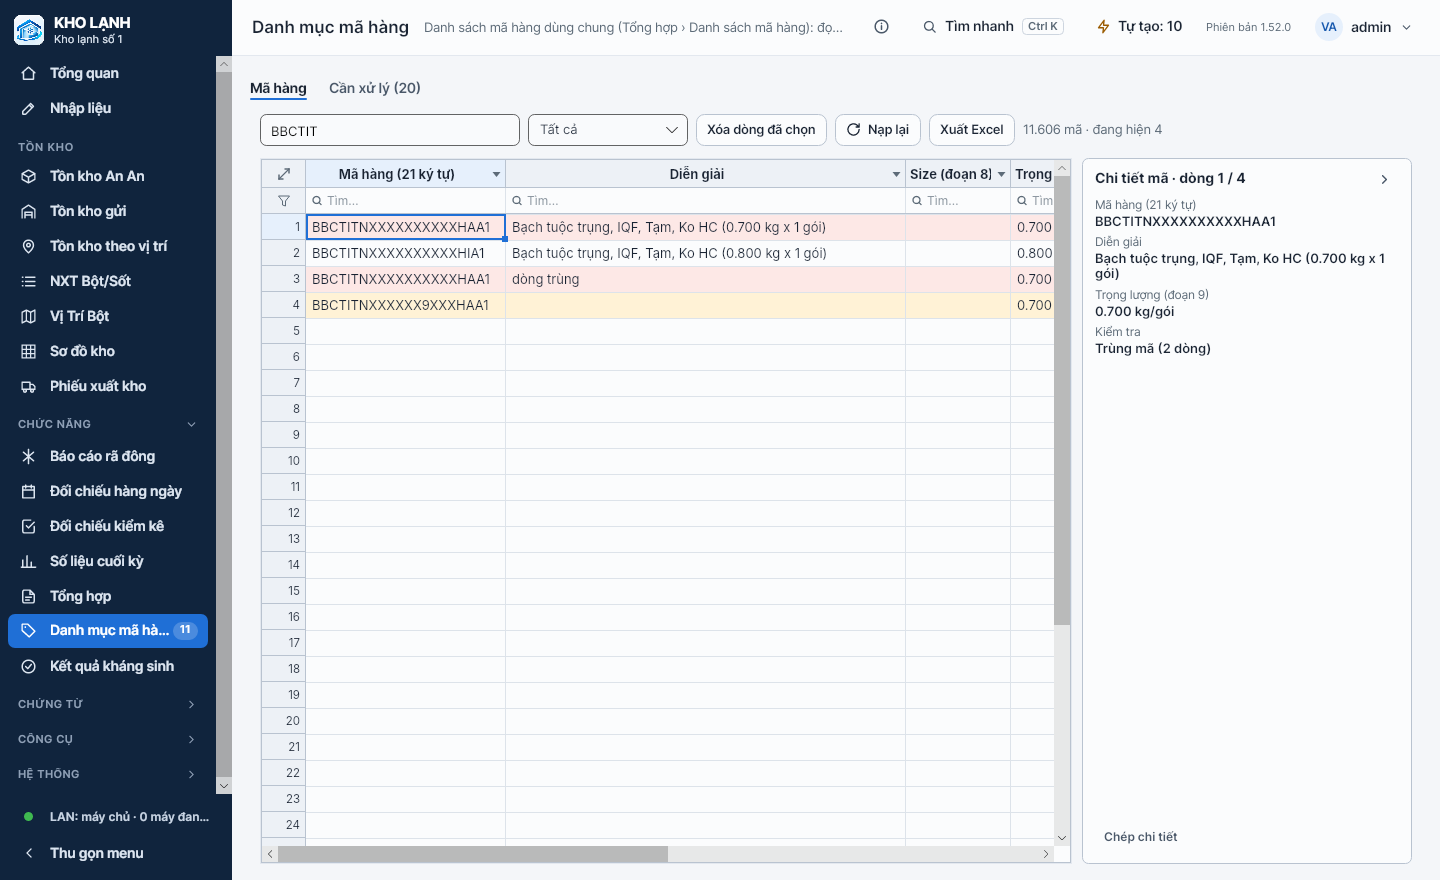 KHO LẠNH
Kho lạnh số 1
Tổng quan
Nhập liệu
TỒN KHO
Tồn kho An An
Tồn kho gửi
Tồn kho theo vị trí
NXT Bột/Sốt
Vị Trí Bột
Sơ đồ kho
Phiếu xuất kho
CHỨC NĂNG
Báo cáo rã đông
Đối chiếu hàng ngày
Đối chiếu kiểm kê
Số liệu cuối kỳ
Tổng hợp
Danh mục mã hà... 11
Kết quả kháng sinh
CHỨNG TỪ
CÔNG CỤ
HỆ THỐNG
LAN: máy chủ · 0 máy đan...
Thu gọn menu
Danh mục mã hàng
Danh sách mã hàng dùng chung (Tổng hợp › Danh sách mã hàng): đọ...
Tìm nhanh Ctrl K
Tự tạo: 10
Phiên bản 1.52.0
VA admin
Mã hàng
Cần xử lý (20)
BBCTIT
Tất cả
Xóa dòng đã chọn
Nạp lại
Xuất Excel
11.606 mã · đang hiện 4
Mã hàng (21 ký tự) Diễn giải Size (đoạn 8) Trọng
Tìm... Tìm... Tìm... Tìm
1 BBCTITNXXXXXXXXXXHAA1 Bạch tuộc trụng, IQF, Tạm, Ko HC (0.700 kg x 1 gói) 0.700
2 BBCTITNXXXXXXXXXXHIA1 Bạch tuộc trụng, IQF, Tạm, Ko HC (0.800 kg x 1 gói) 0.800
3 BBCTITNXXXXXXXXXXHAA1 dòng trùng 0.700
4 BBCTITNXXXXXX9XXXHAA1 0.700
5
6
7
8
9
10
11
12
13
14
15
16
17
18
19
20
21
22
23
24
Chi tiết mã · dòng 1 / 4
Mã hàng (21 ký tự)
BBCTITNXXXXXXXXXXHAA1
Diễn giải
Bạch tuộc trụng, IQF, Tạm, Ko HC (0.700 kg x 1
gói)
Trọng lượng (đoạn 9)
0.700 kg/gói
Kiểm tra
Trùng mã (2 dòng)
Chép chi tiết